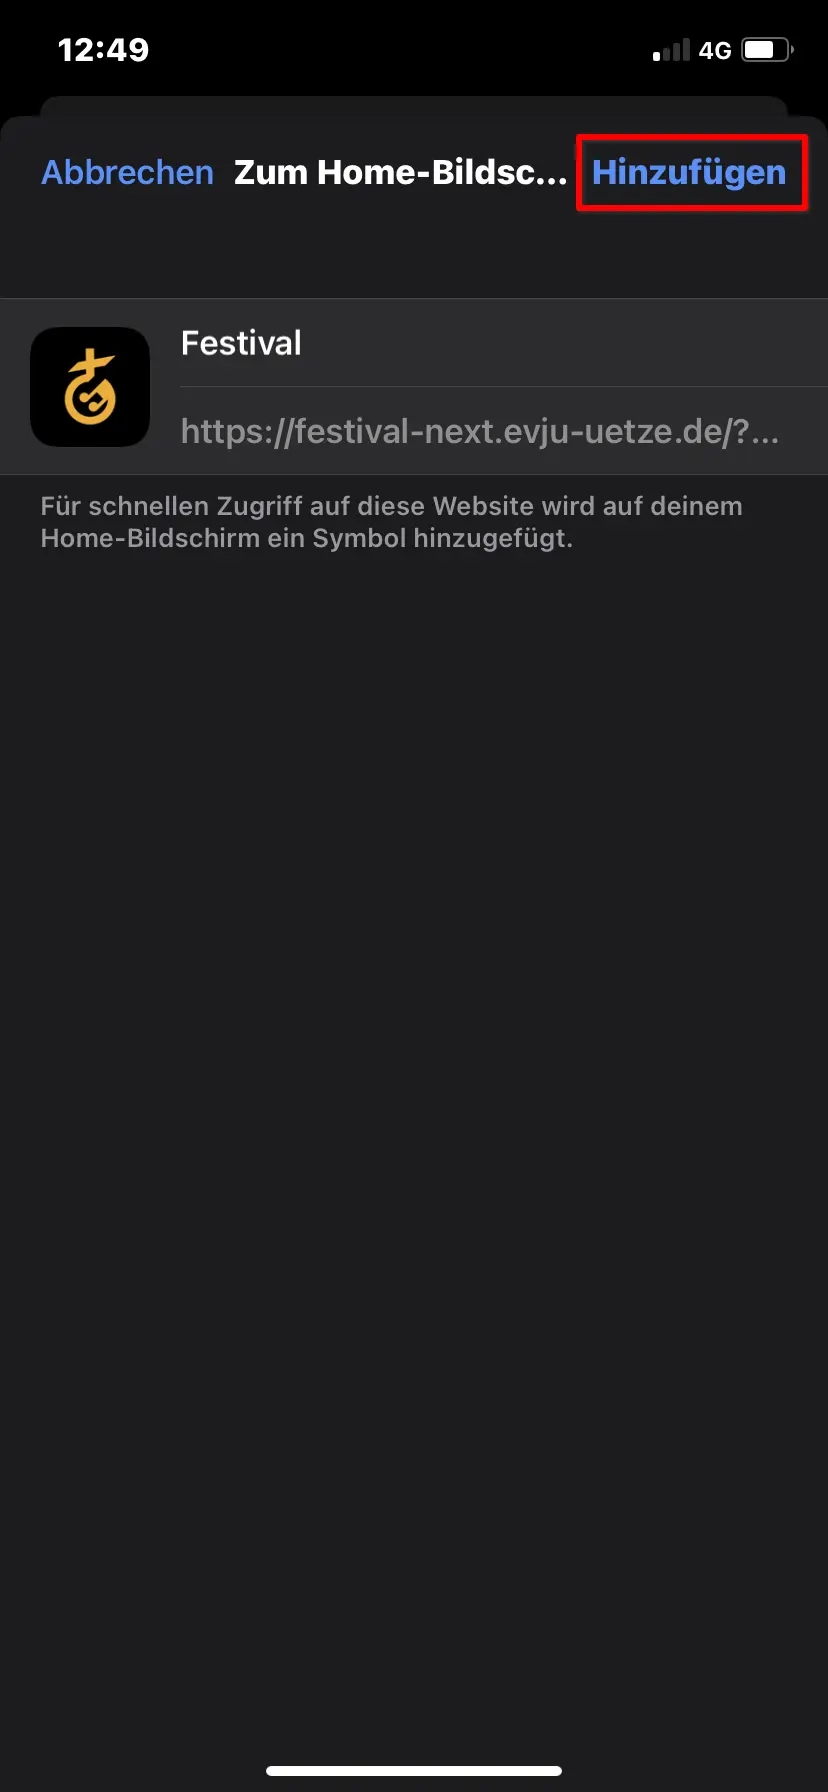 12:49
4G
Abbrechen Zum Home-Bildsc... Hinzufügen
Festival
https://festival-next.evju-uetze.de/?...
Für schnellen Zugriff auf diese Website wird auf deinem
Home-Bildschirm ein Symbol hinzugefügt.